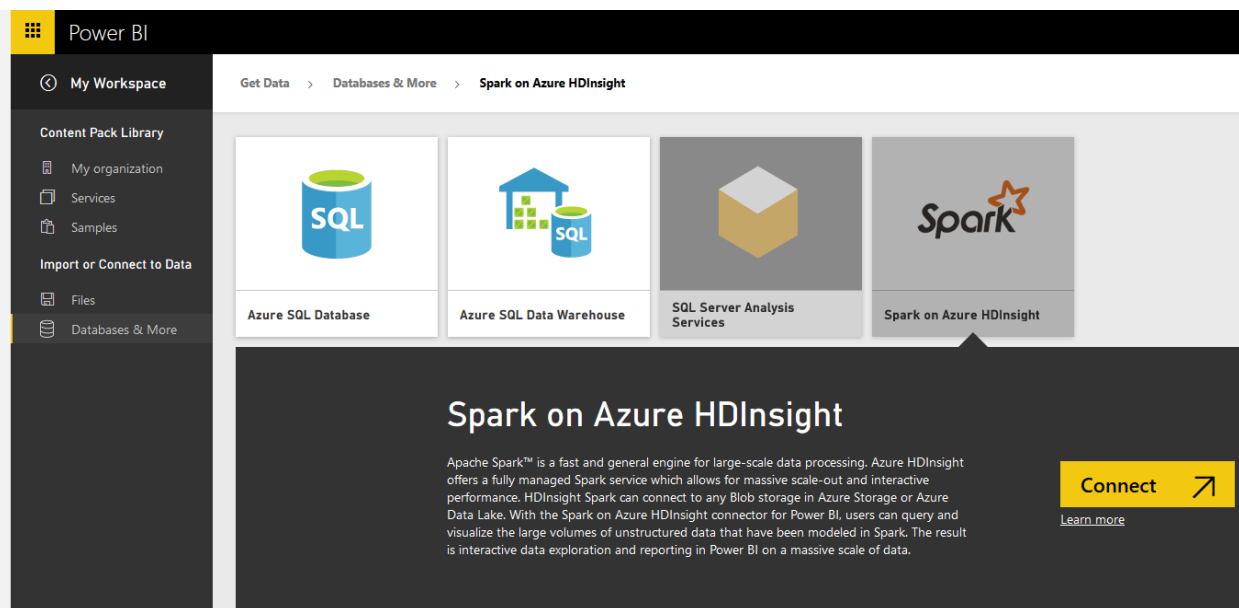 Power BI
My Workspace
Get Data > Databases & More > Spark on Azure HDInsight
Content Pack Library
My organization
Services
Samples
Import or Connect to Data
Files
Databases & More
SQL
SQL
Spark
Azure SQL Database
Azure SQL Data Warehouse
SQL Server Analysis
Services
Spark on Azure HDInsight
Spark on Azure HDInsight
Apache Spark™ is a fast and general engine for large-scale data processing. Azure HDInsight
offers a fully managed Spark service which allows for massive scale-out and interactive
performance. HDInsight Spark can connect to any Blob storage in Azure Storage or Azure
Data Lake. With the Spark on Azure HDInsight connector for Power BI, users can query and
visualize the large volumes of unstructured data that have been modeled in Spark. The result
is interactive data exploration and reporting in Power BI on a massive scale of data.
Connect
Learn more